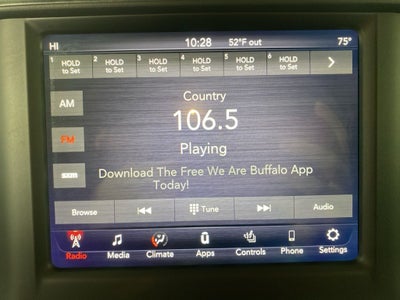 HI 10:28 52°F out 75°
1 HOLD to Set 2 HOLD to Set 3 HOLD to Set 4 HOLD to Set 5 HOLD to Set 6 HOLD to Set
AM
Country
106.5
FM
Playing
Download The Free We Are Buffalo App
Today!
Browse Tune Audio
Radio Media Climate Apps Controls Phone Settings